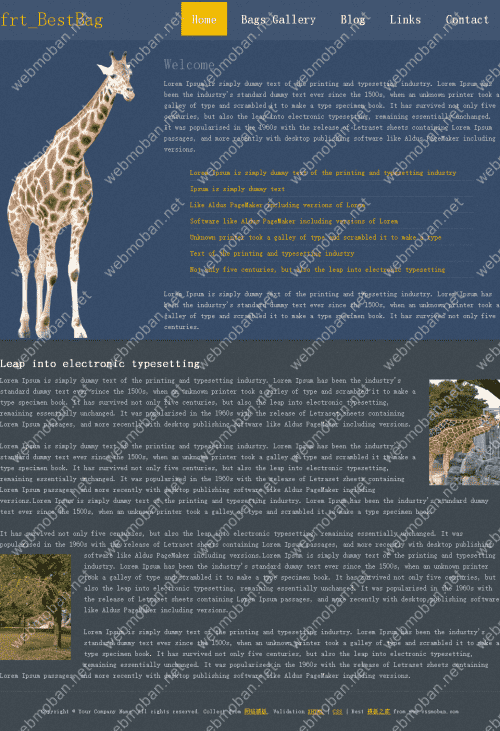 frt_BestBag
Home Bags Gallery Blog Links Contact
Welcome
Lorem Ipsum is simply dummy text of the printing and typesetting industry. Lorem Ipsum has
been the industry's standard dummy text ever since the 1500s, when an unknown printer took a
galley of type and scrambled it to make a type specimen book. It has survived not only five
centuries, but also the leap into electronic typesetting, remaining essentially unchanged.
It was popularised in the 1960s with the release of Letraset sheets containing Lorem Ipsum
passages, and more recently with desktop publishing software like Aldus PageMaker including
versions.
Lorem Ipsum is simply dummy text of the printing and typesetting industry
Ipsum is simply dummy text
Like Aldus PageMaker including versions of Lorem
Software like Aldus PageMaker including versions of Lorem
Unknown printer took a galley of type and scrambled it to make a type
Text of the printing and typesetting industry
Not only five centuries, but also the leap into electronic typesetting
Lorem Ipsum is simply dummy text of the printing and typesetting industry. Lorem Ipsum has
been the industry's standard dummy text ever since the 1500s, when an unknown printer took a
galley of type and scrambled it to make a type specimen book. It has survived not only five
centuries.
Leap into electronic typesetting
Lorem Ipsum is simply dummy text of the printing and typesetting industry. Lorem Ipsum has been the industry's
standard dummy text ever since the 1500s, when an unknown printer took a galley of type and scrambled it to make a
type specimen book. It has survived not only five centuries, but also the leap into electronic typesetting,
remaining essentially unchanged. It was popularised in the 1960s with the release of Letraset sheets containing
Lorem Ipsum passages, and more recently with desktop publishing software like Aldus PageMaker including versions.
Lorem Ipsum is simply dummy text of the printing and typesetting industry. Lorem Ipsum has been the industry's
standard dummy text ever since the 1500s, when an unknown printer took a galley of type and scrambled it to make a
type specimen book. It has survived not only five centuries, but also the leap into electronic typesetting,
remaining essentially unchanged. It was popularised in the 1960s with the release of Letraset sheets containing
Lorem Ipsum passages, and more recently with desktop publishing software like Aldus PageMaker including
versions.Lorem Ipsum is simply dummy text of the printing and typesetting industry. Lorem Ipsum has been the industry's standard dummy
text ever since the 1500s, when an unknown printer took a galley of type and scrambled it to make a type specimen book.
It has survived not only five centuries, but also the leap into electronic typesetting, remaining essentially unchanged. It was
popularised in the 1960s with the release of Letraset sheets containing Lorem Ipsum passages, and more recently with desktop publishing
software like Aldus PageMaker including versions.Lorem Ipsum is simply dummy text of the printing and typesetting
industry. Lorem Ipsum has been the industry's standard dummy text ever since the 1500s, when an unknown printer
took a galley of type and scrambled it to make a type specimen book. It has survived not only five centuries,
but also the leap into electronic typesetting, remaining essentially unchanged. It was popularised in the 1960s with
the release of Letraset sheets containing Lorem Ipsum passages, and more recently with desktop publishing software
like Aldus PageMaker including versions.
Lorem Ipsum is simply dummy text of the printing and typesetting industry. Lorem Ipsum has been the industry's
standard dummy text ever since the 1500s, when an unknown printer took a galley of type and scrambled it to make a
type specimen book. It has survived not only five centuries, but also the leap into electronic typesetting,
remaining essentially unchanged. It was popularised in the 1960s with the release of Letraset sheets containing
Lorem Ipsum passages, and more recently with desktop publishing software like Aldus PageMaker including versions.
Copyright © Your Company Name. All rights reserved. Collect from 网站模板. Validation XHTML | CSS | Best 模板之家 from www.cssmoban.com
webmoban.net